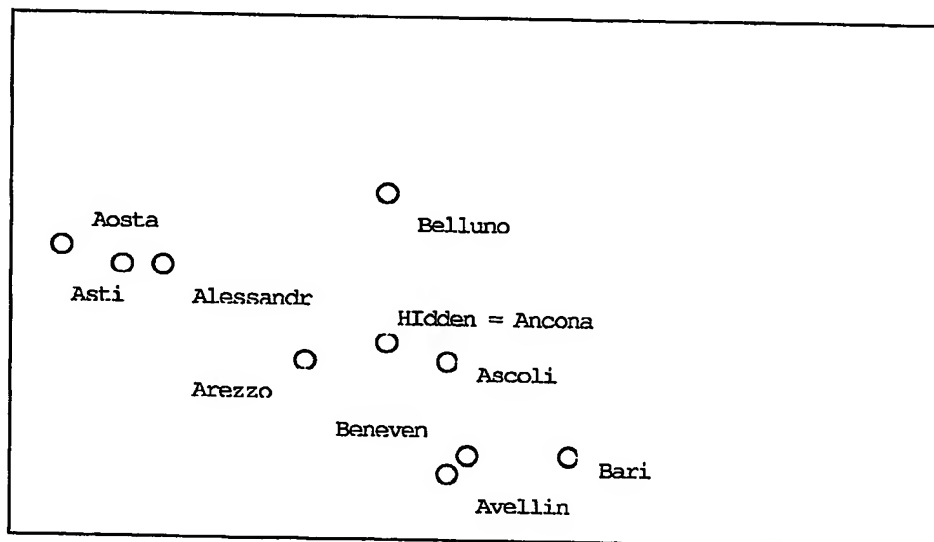 Aosta
Belluno
Asti
Alessandr
HIdden = Ancona
Ascoli
Arezzo
Beneven
Bari
Avellin